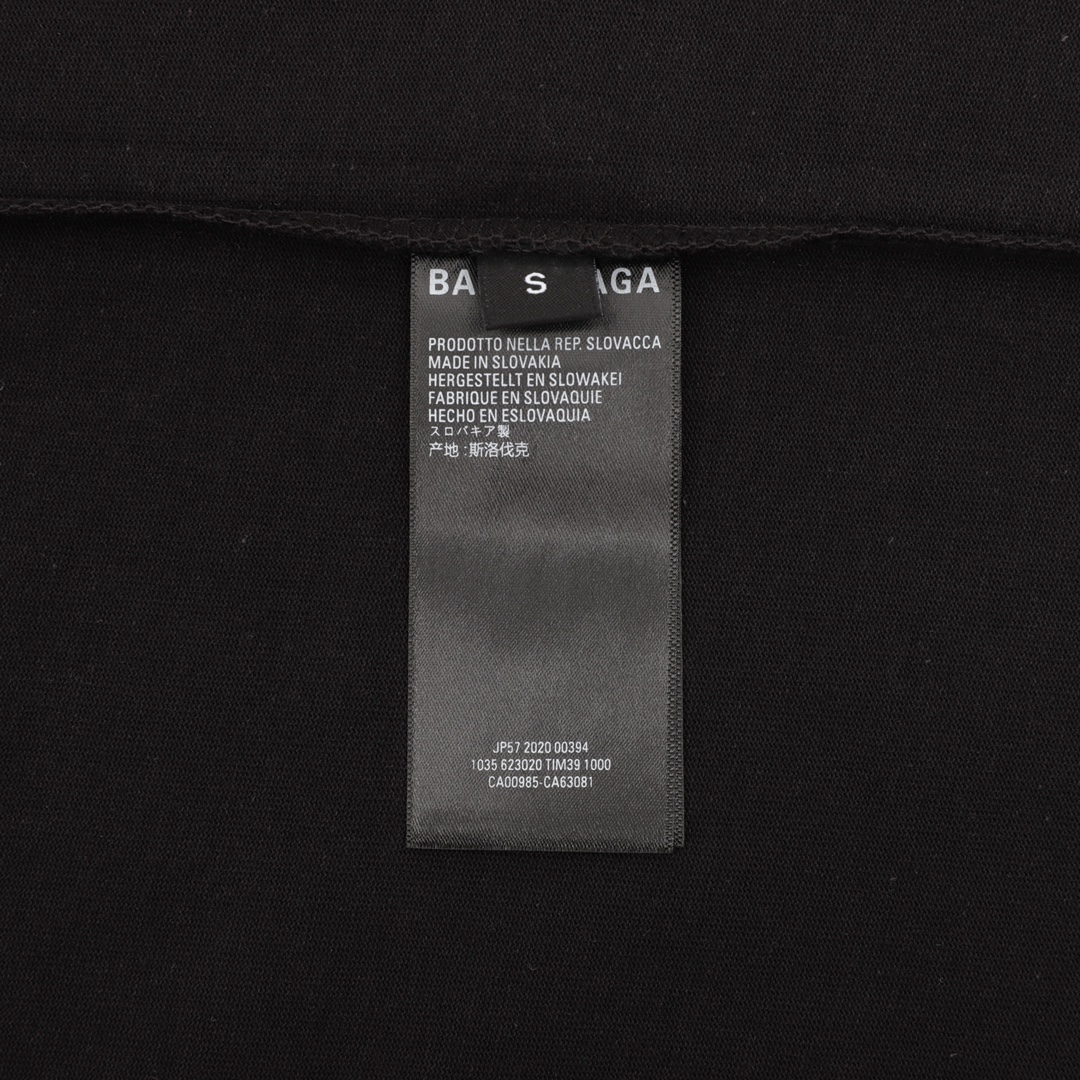 BA
S
AGA
PRODOTTO NELLA REP. SLOVACCA
MADE IN SLOVAKIA
HERGESTELLT EN SLOWAKEI
FABRIQUE EN SLOVAQUIE
HECHO EN ESLOVAQUIA
スロバキア製
产地:斯洛伐克
JP57 2020 00394
1035 623020 TIM39 1000
CA00985-CA63081